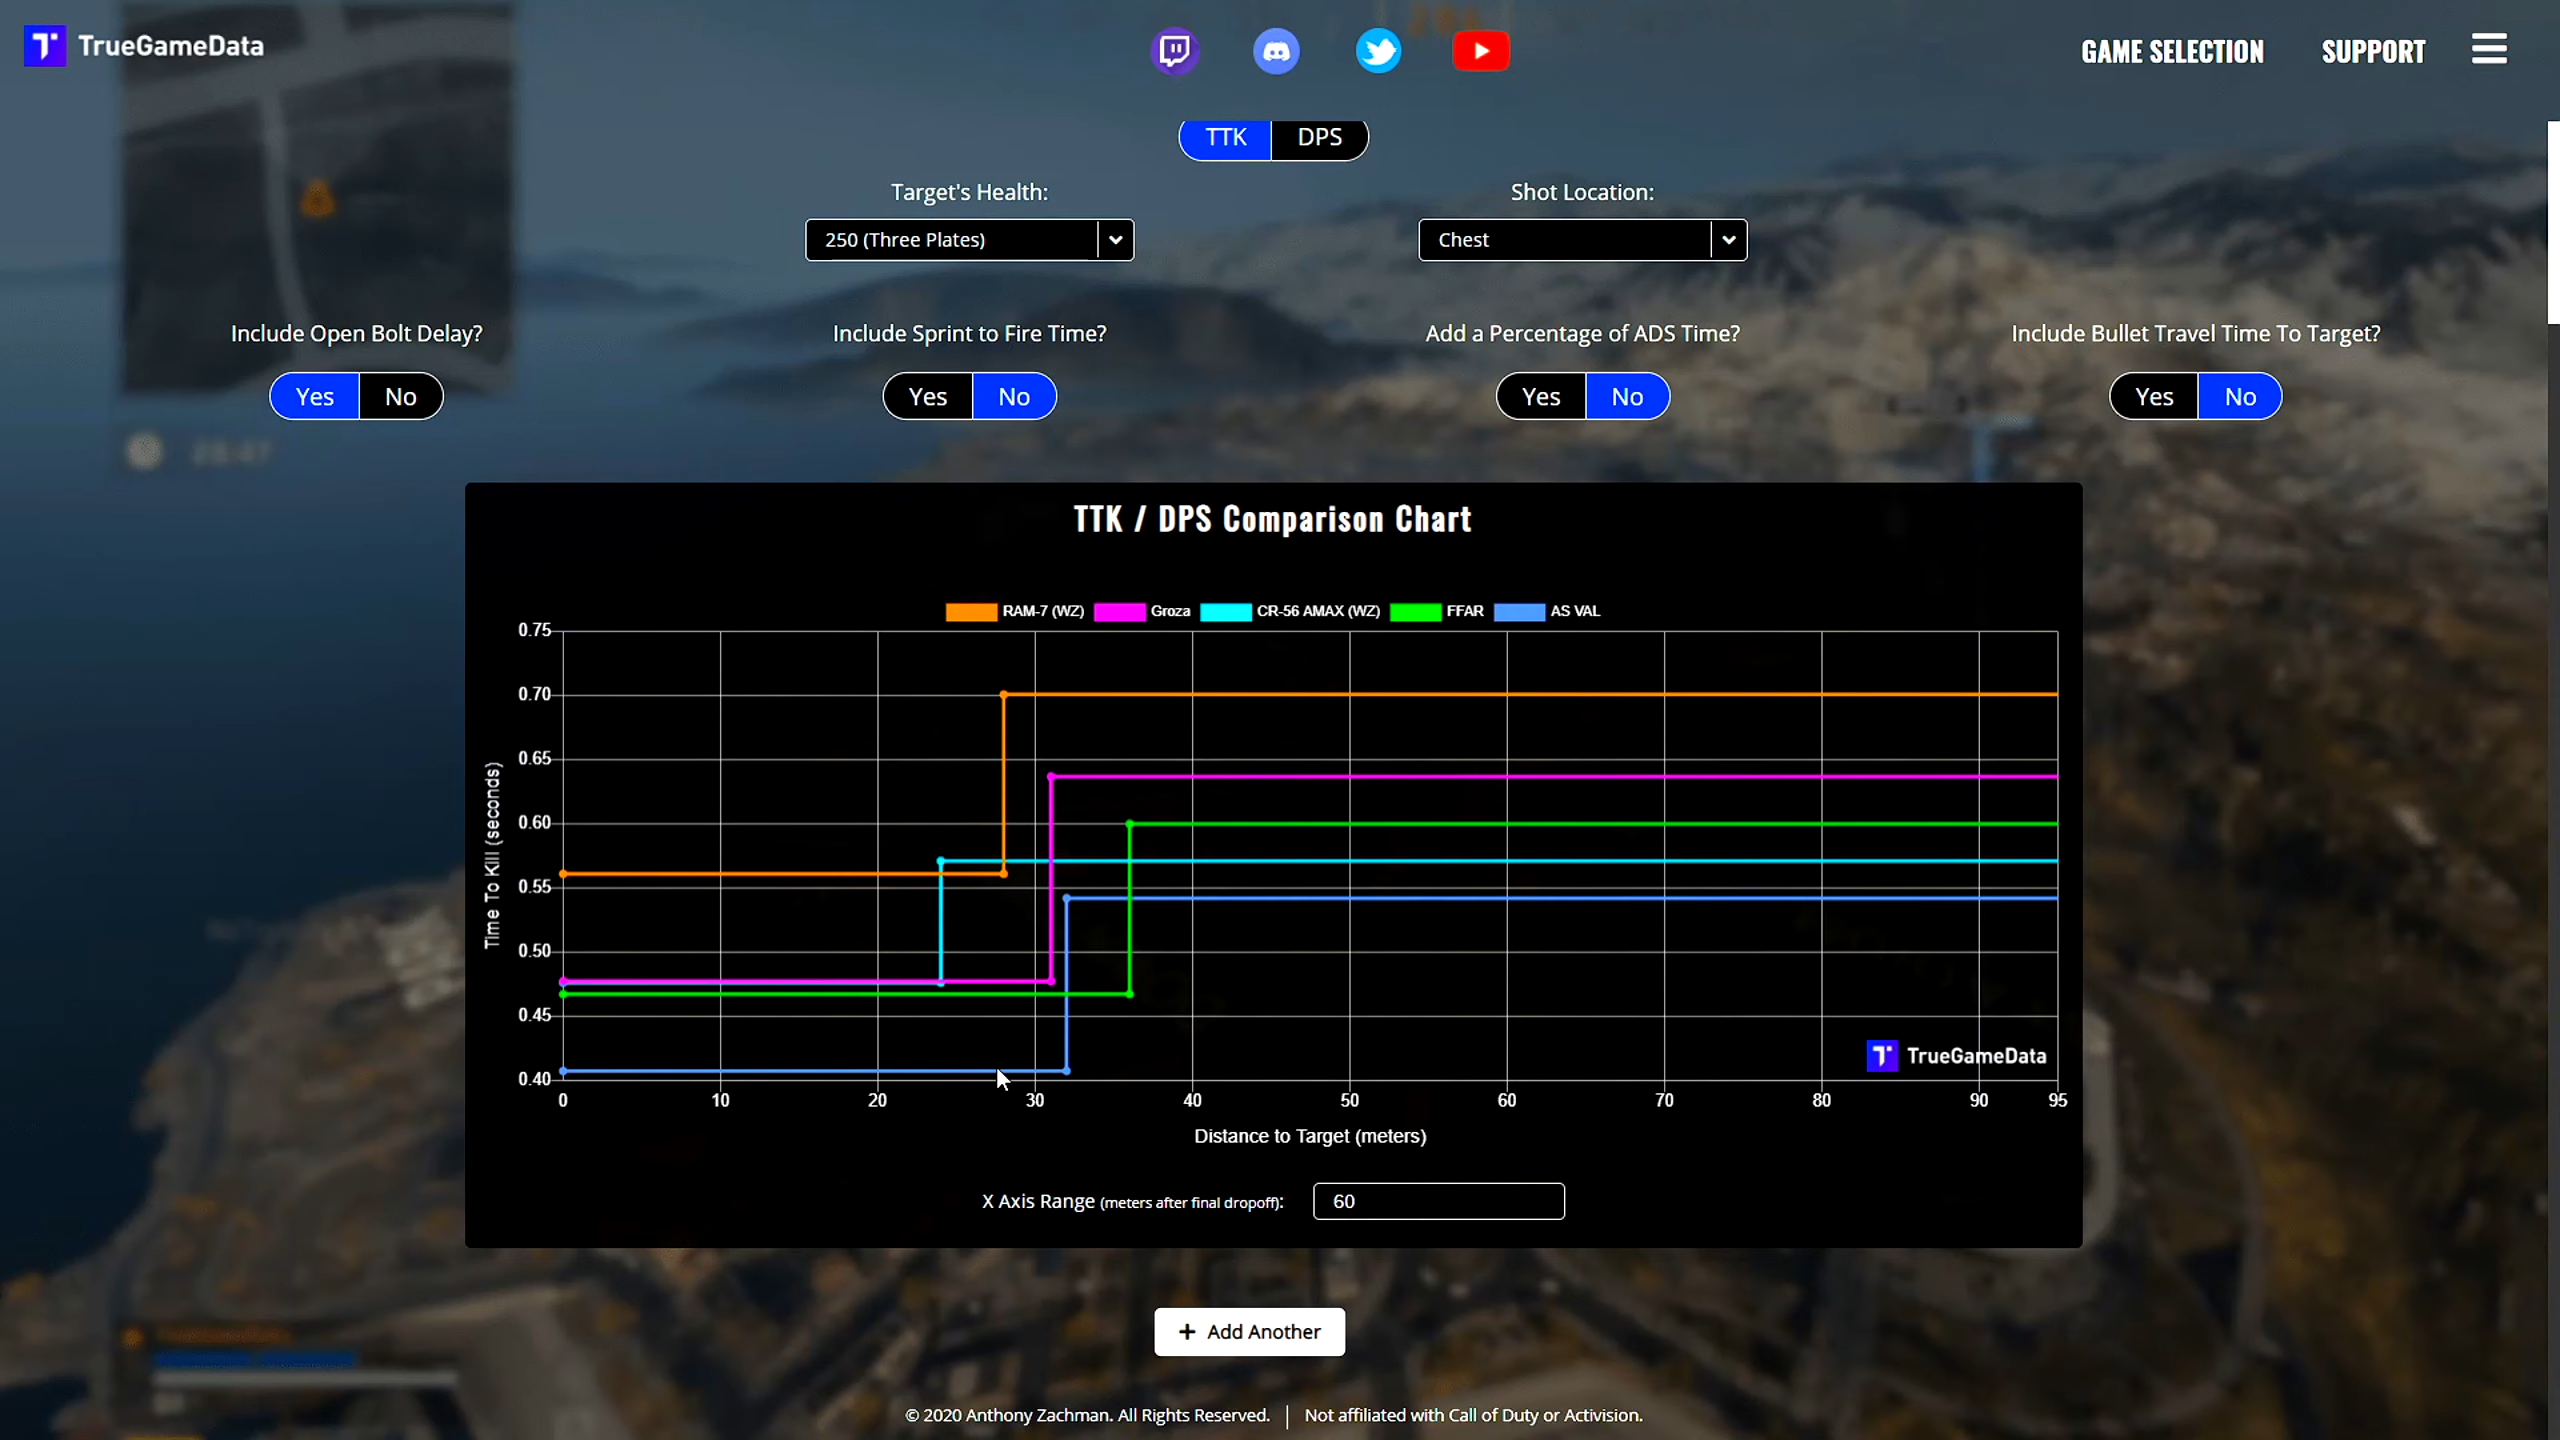 TrueGameData
GAME SELECTION
SUPPORT
TTK
DPS
Target's Health:
Shot Location:
250 (Three Plates)
Chest
Include Open Bolt Delay?
Include Sprint to Fire Time?
Add a Percentage of ADS Time?
Include Bullet Travel Time To Target?
Yes No
Yes No
Yes No
Yes No
TTK / DPS Comparison Chart
RAM-7 (WZ) Groza CR-56 AMAX (WZ) FFAR AS VAL
0.75
0.70
0.65
0.60
0.55
0.50
0.45
0.40
Time To Kill (seconds)
TrueGameData
0 10 20 30 40 50 60 70 80 90 95
Distance to Target (meters)
X Axis Range (meters after final dropoff):
60
+ Add Another
© 2020 Anthony Zachman. All Rights Reserved. | Not affiliated with Call of Duty or Activision.